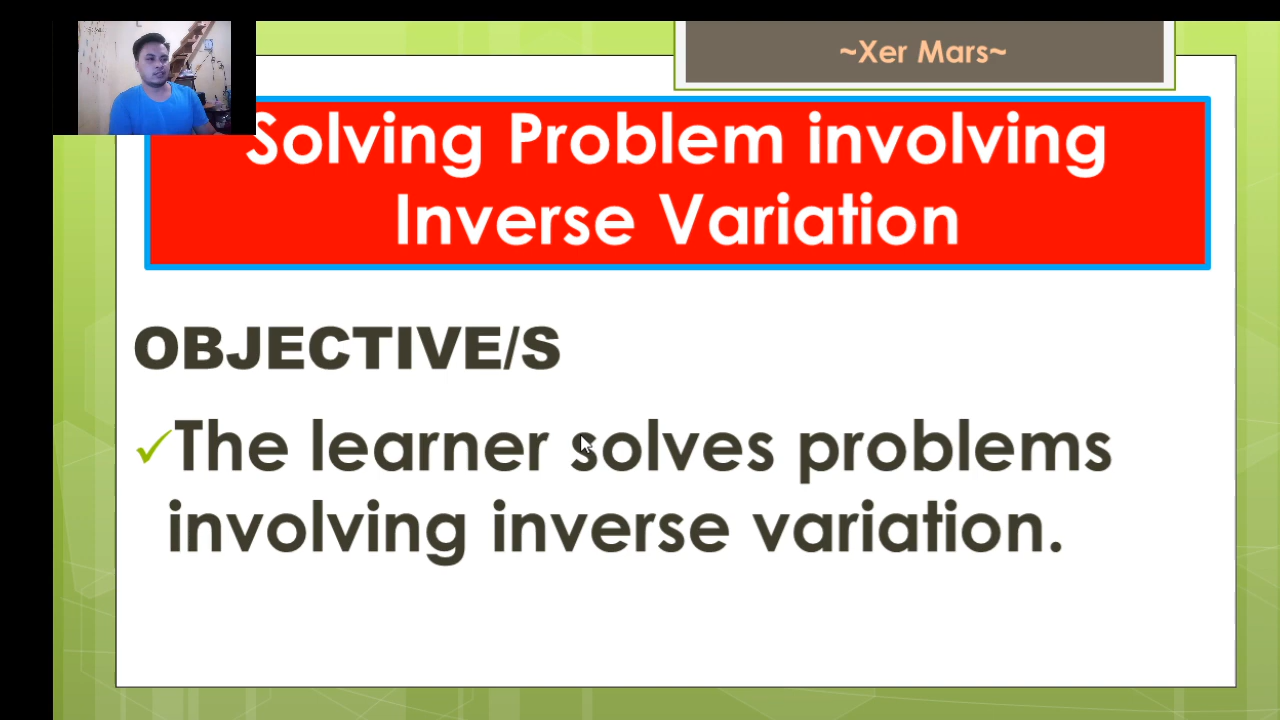 ~Xer Mars~
Solving Problem involving
Inverse Variation
OBJECTIVE/S
✓The learner solves problems
involving inverse variation.